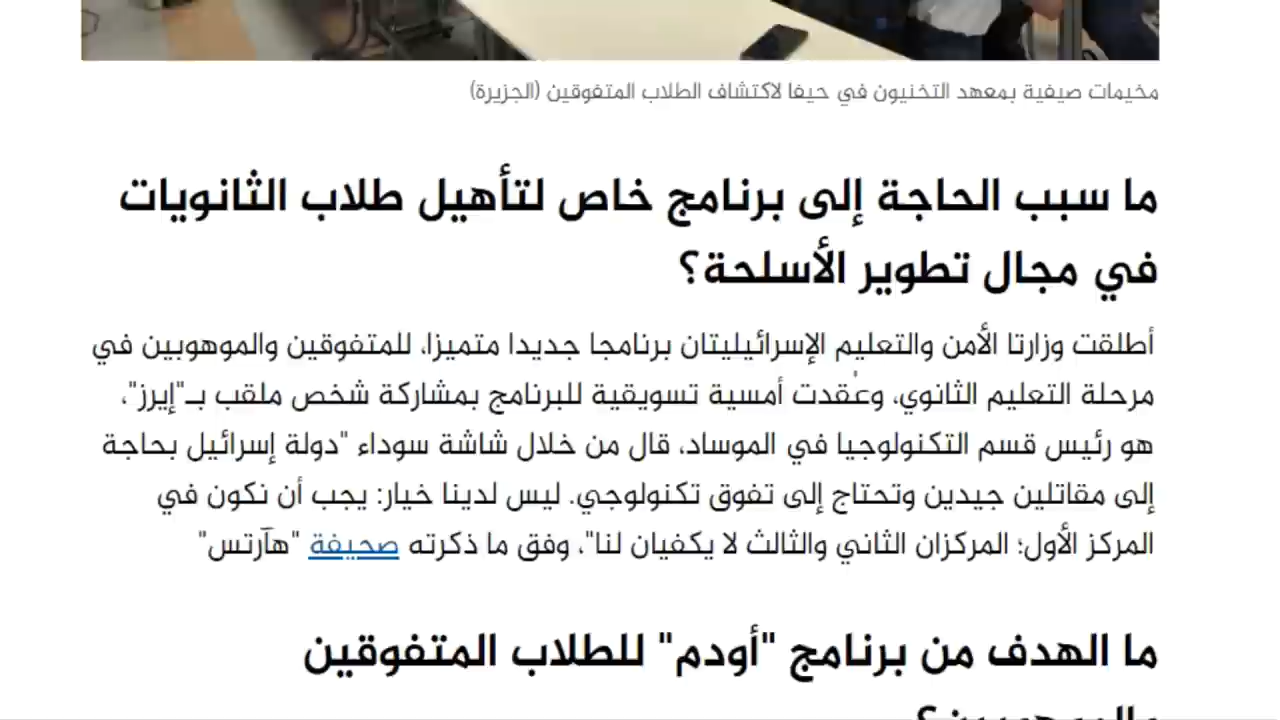 مخيمات صيفية بمعهد التخنيون في حيفا لاكتشاف الطلاب المتفوقين (الجزيرة)
ما سبب الحاجة إلى برنامج خاص لتأهيل طلاب الثانويات
في مجال تطوير الأسلحة؟
أطلقت وزارتا الأمن والتعليم الإسرائيليتان برنامجا جديدا متميزا، للمتفوقين والموهوبين في
مرحلة التعليم الثانوي، وعُقدت أمسية تسويقية للبرنامج بمشاركة شخص ملقب بـ"إيرز"،
هو رئيس قسم التكنولوجيا في الموساد، قال من خلال شاشة سوداء "دولة إسرائيل بحاجة
إلى مقاتلين جيدين وتحتاج إلى تفوق تكنولوجي. ليس لدينا خيار: يجب أن نكون في
المركز الأول؛ المركزان الثاني والثالث لا يكفيان لنا"، وفق ما ذكرته صحيفة "هآرتس"
ما الهدف من برنامج "أودم" للطلاب المتفوقين